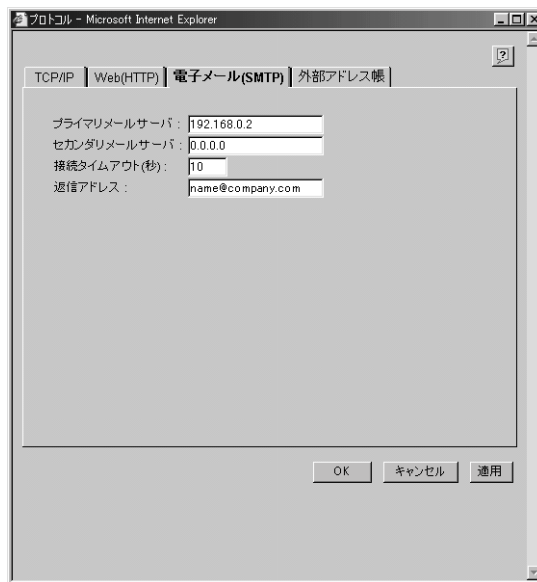 プロトコル - Microsoft Internet Explorer
?
TCP/IP Web(HTTP) 電子メール(SMTP) 外部アドレス帳
プライマリメールサーバ : 192.168.0.2
セカンダリメールサーバ : 0.0.0.0
接続タイムアウト(秒) : 10
返信アドレス : name@company.com
OK キャンセル 適用